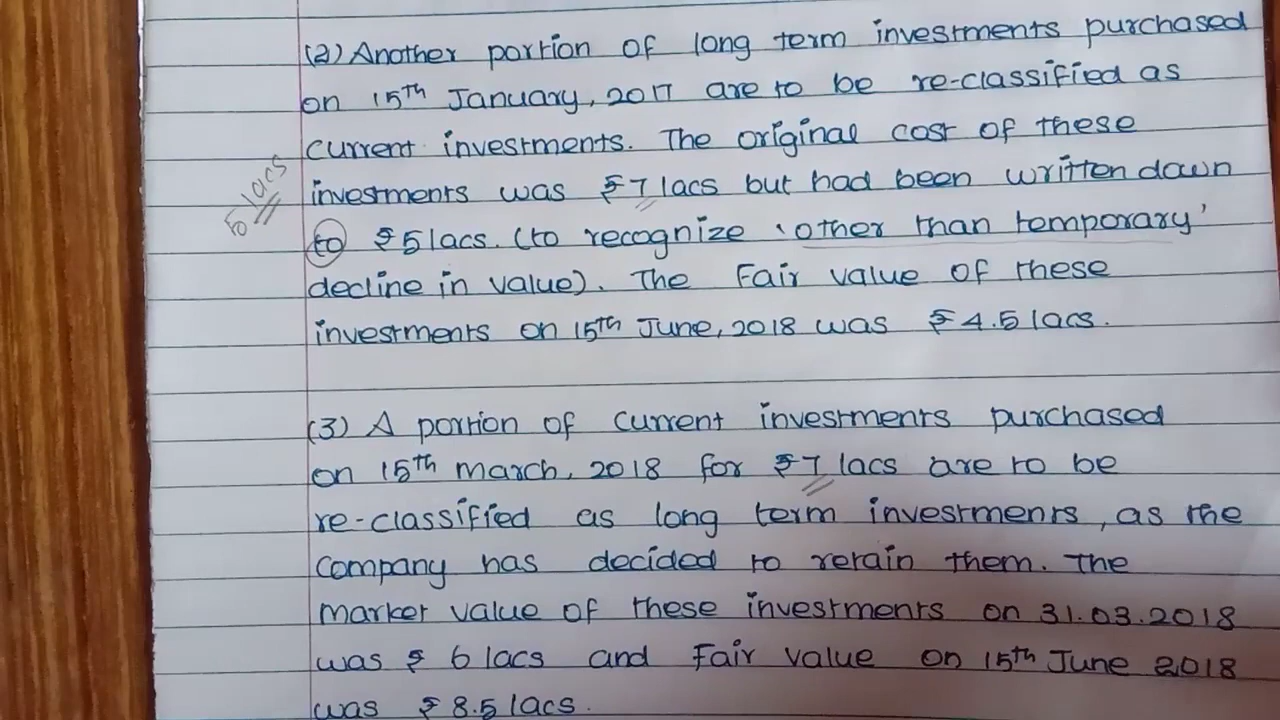 (2) Another portion of long term investments purchased
on 15th January, 2017 are to be re-classified as
current investments. The original cost of these
investments was ₹7 lacs but had been written down
to ₹5 lacs. (to recognize 'other than temporary'
decline in value). The Fair value of these
investments on 15th June, 2018 was ₹4.5 lacs.
5 lacs
(3) A portion of current investments purchased
on 15th march, 2018 for ₹7 lacs are to be
re-classified as long term investments, as the
company has decided to retain them. The
market value of these investments on 31.03.2018
was ₹ 6 lacs and Fair value on 15th June 2018
was ₹ 8.5 lacs.